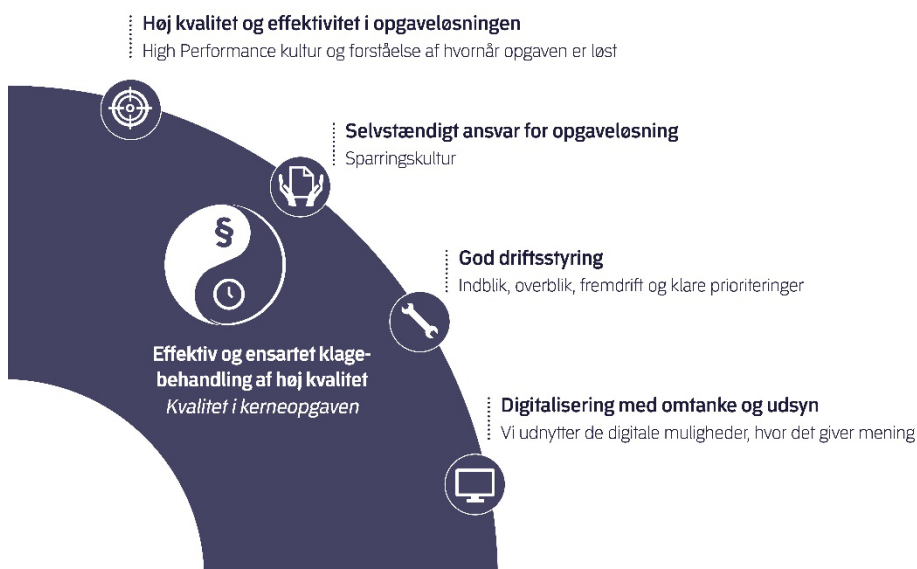 Høj kvalitet og effektivitet i opgaveløsningen
High Performance kultur og forståelse af hvornår opgaven er løst
Selvstændigt ansvar for opgaveløsning
Sparringskultur
§
God driftsstyring
Indblik, overblik, fremdrift og klare prioriteringer
Effektiv og ensartet klage-
behandling af høj kvalitet
Kvalitet i kerneopgaven
Digitalisering med omtanke og udsyn
Vi udnytter de digitale muligheder, hvor det giver mening